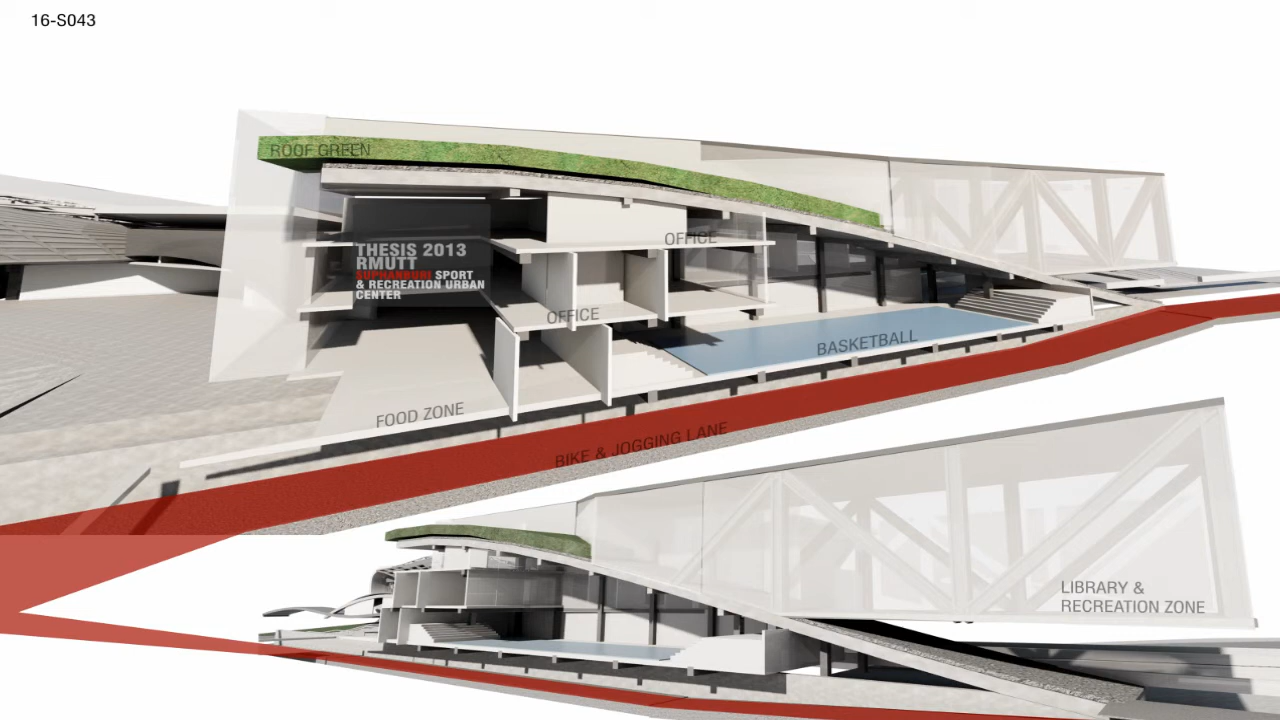 16-S043
ROOF GREEN
OFFICE
THESIS 2013
RMUTT
SUPHANBURI SPORT
& RECREATION URBAN
CENTER
OFFICE
BASKETBALL
FOOD ZONE
BIKE & JOGGING LANE
LIBRARY &
RECREATION ZONE